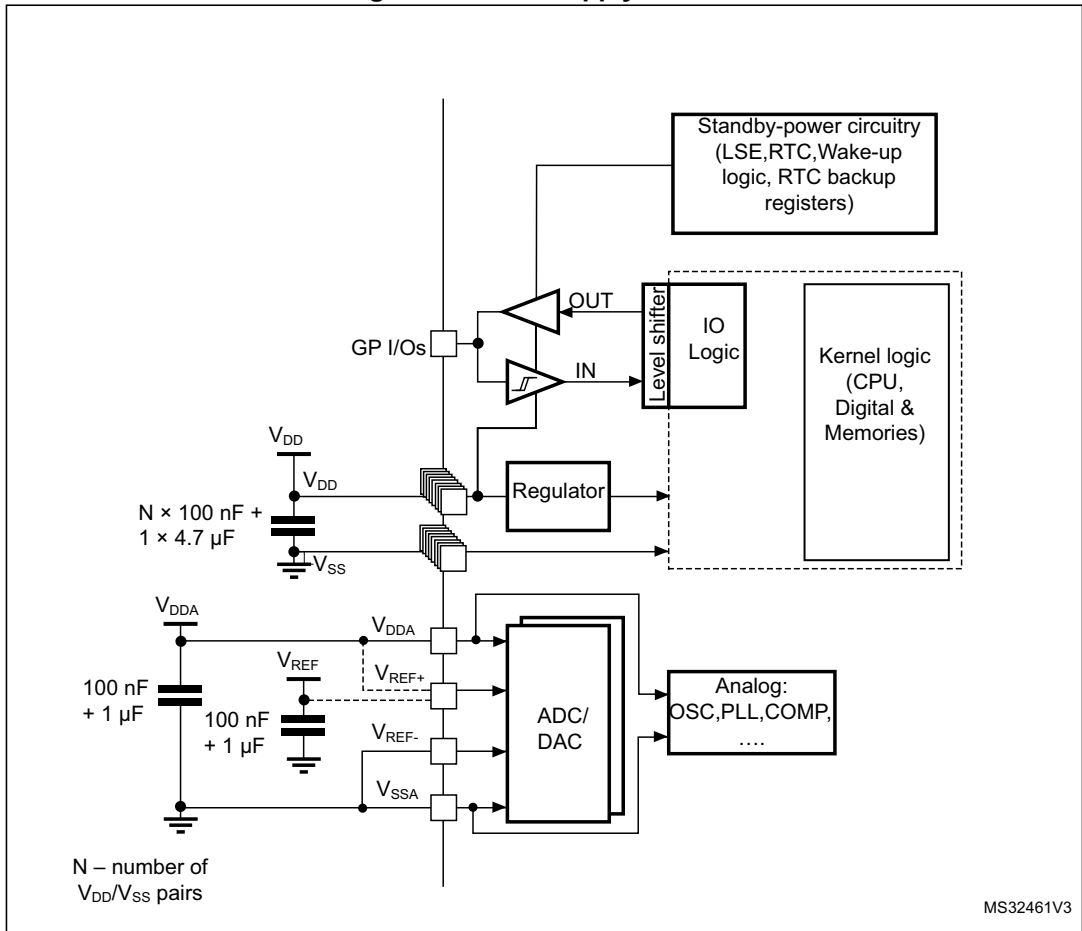 Standby-power circuitry
(LSE,RTC,Wake-up
logic, RTC backup
registers)
OUT
Level shifter
IO
Logic
GP I/Os
IN
Kernel logic
(CPU,
Digital &
Memories)
VDD
VDD
Regulator
N × 100 nF +
1 × 4.7 µF
VSS
VDDA
VDDA
VREF
VREF+
100 nF
+ 1 µF
100 nF
+ 1 µF
ADC/
DAC
Analog:
OSC,PLL,COMP,
....
VREF-
VSSA
N – number of
VDD/VSS pairs
MS32461V3